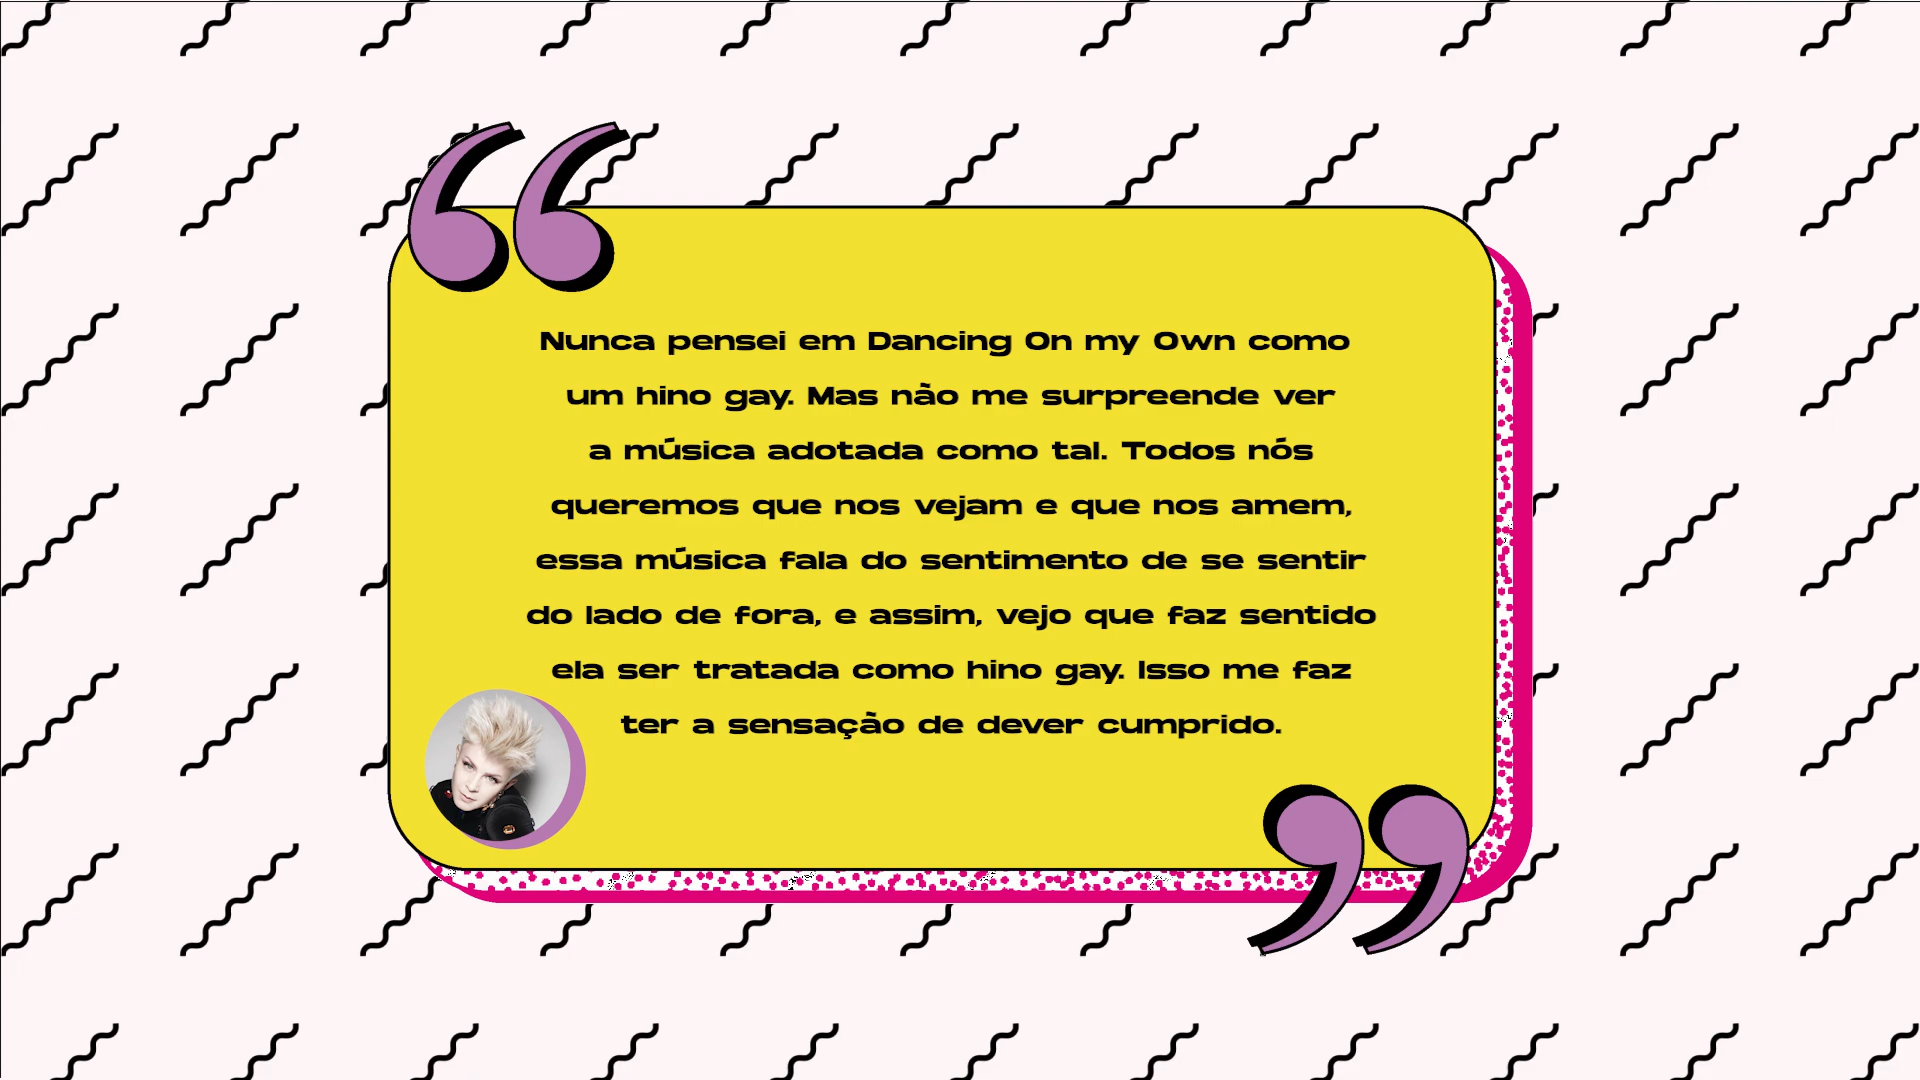 Nunca pensei em Dancing On my Own como
um hino gay. Mas não me surpreende ver
a música adotada como tal. Todos nós
queremos que nos vejam e que nos amem,
essa música fala do sentimento de se sentir
do lado de fora, e assim, vejo que faz sentido
ela ser tratada como hino gay. Isso me faz
ter a sensação de dever cumprido.